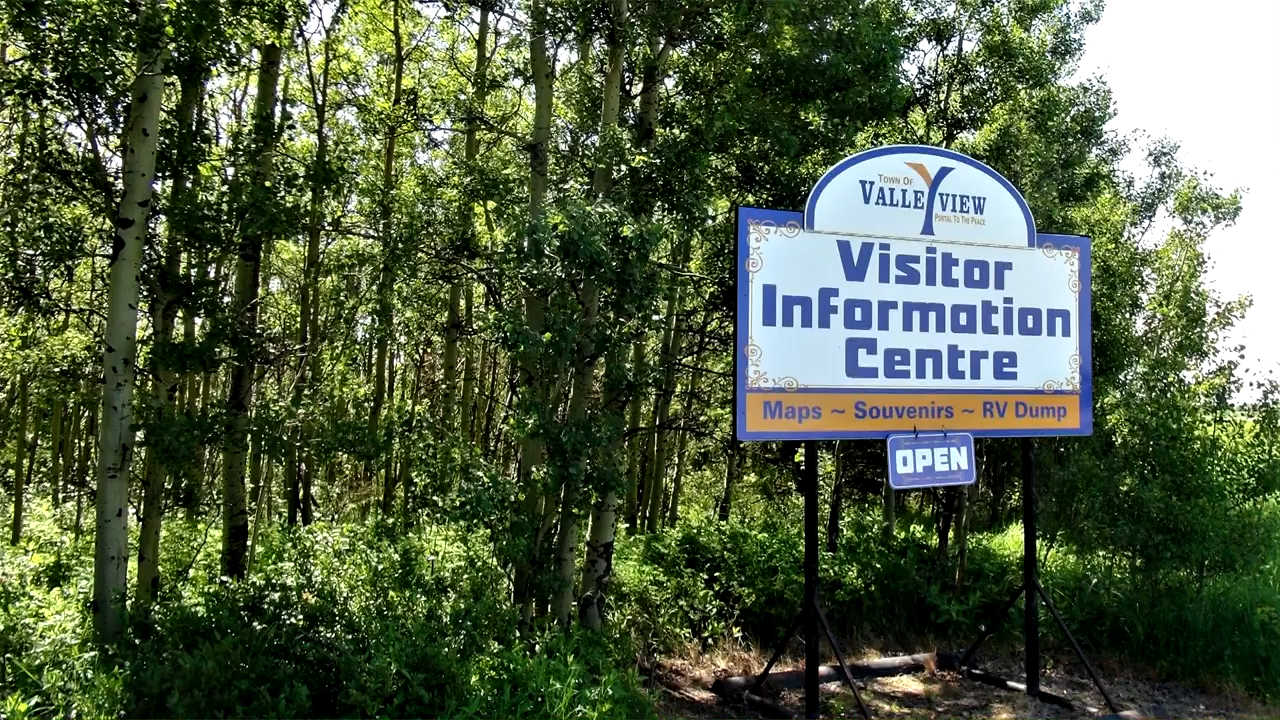 Town Of
Valleyview
Portal To The Peace
Visitor
Information
Centre
Maps ~ Souvenirs ~ RV Dump
OPEN